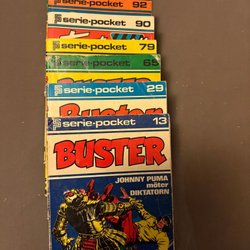 serie-pocket 92
serie-pocket 90
serie-pocket 79
serie-pocket 65
serie-pocket 29
Buster
serie-pocket 13
BUSTER
JOHNNY PUMA
möter
DIKTATORN